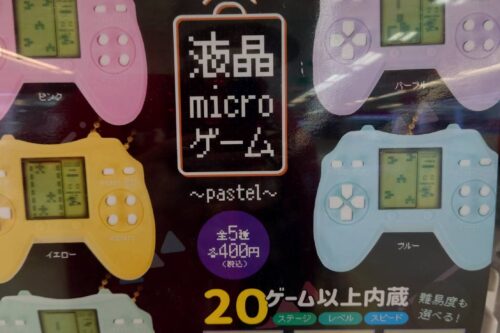 液晶
micro
ゲーム
～pastel～
ピンク
パープル
イエロー
ブルー
全5種
各400円
(税込)
20ゲーム以上内蔵
ステージ レベル スピード
難易度も
選べる!